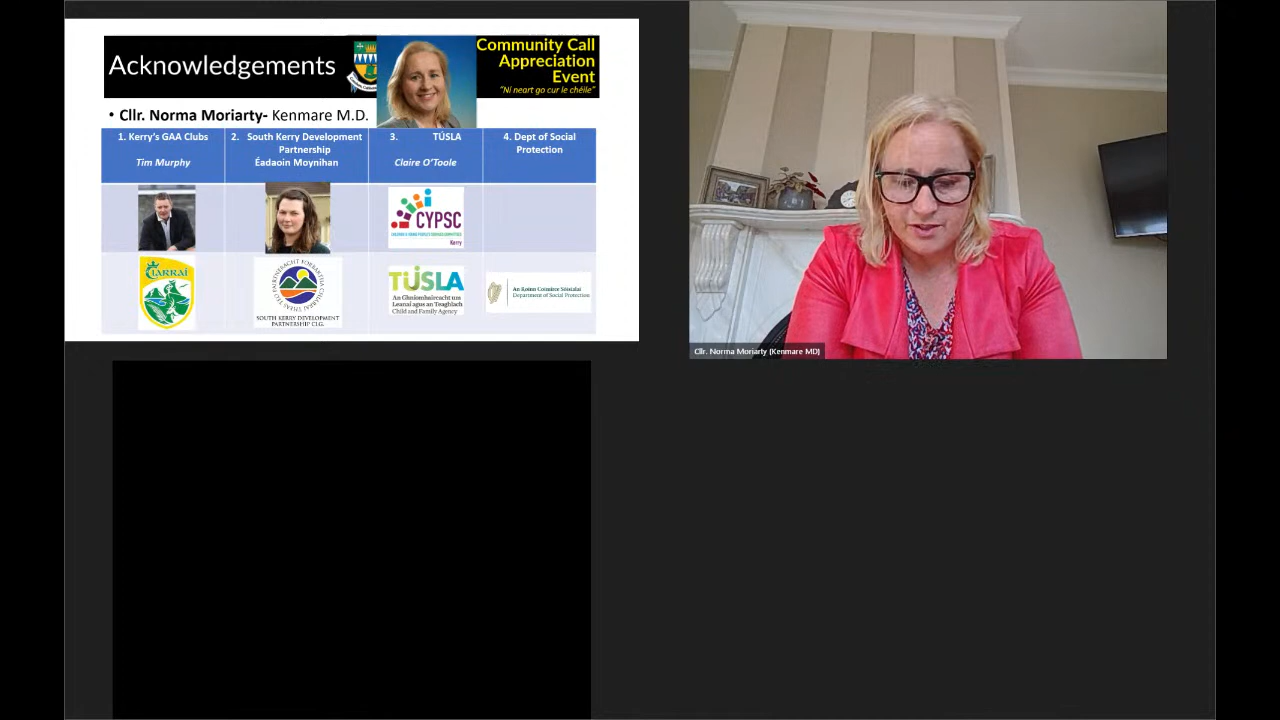 Acknowledgements
Community Call
Appreciation
Event
"Ní neart go cur le chéile"
• Cllr. Norma Moriarty- Kenmare M.D.
1. Kerry's GAA Clubs
Tim Murphy
2. South Kerry Development
Partnership
Éadaoin Moynihan
3. TÚSLA
Claire O'Toole
4. Dept of Social
Protection
CYPSC
Kerry
CIARRAÍ
SOUTH KERRY DEVELOPMENT
PARTNERSHIP CLG.
TÚSLA
An Ghníomhaireacht um
Leanaí agus an Teaghlach
Child and Family Agency
An Roinn Coimirce Sóisialaí
Department of Social Protection
Cllr. Norma Moriarty (Kenmare MD)